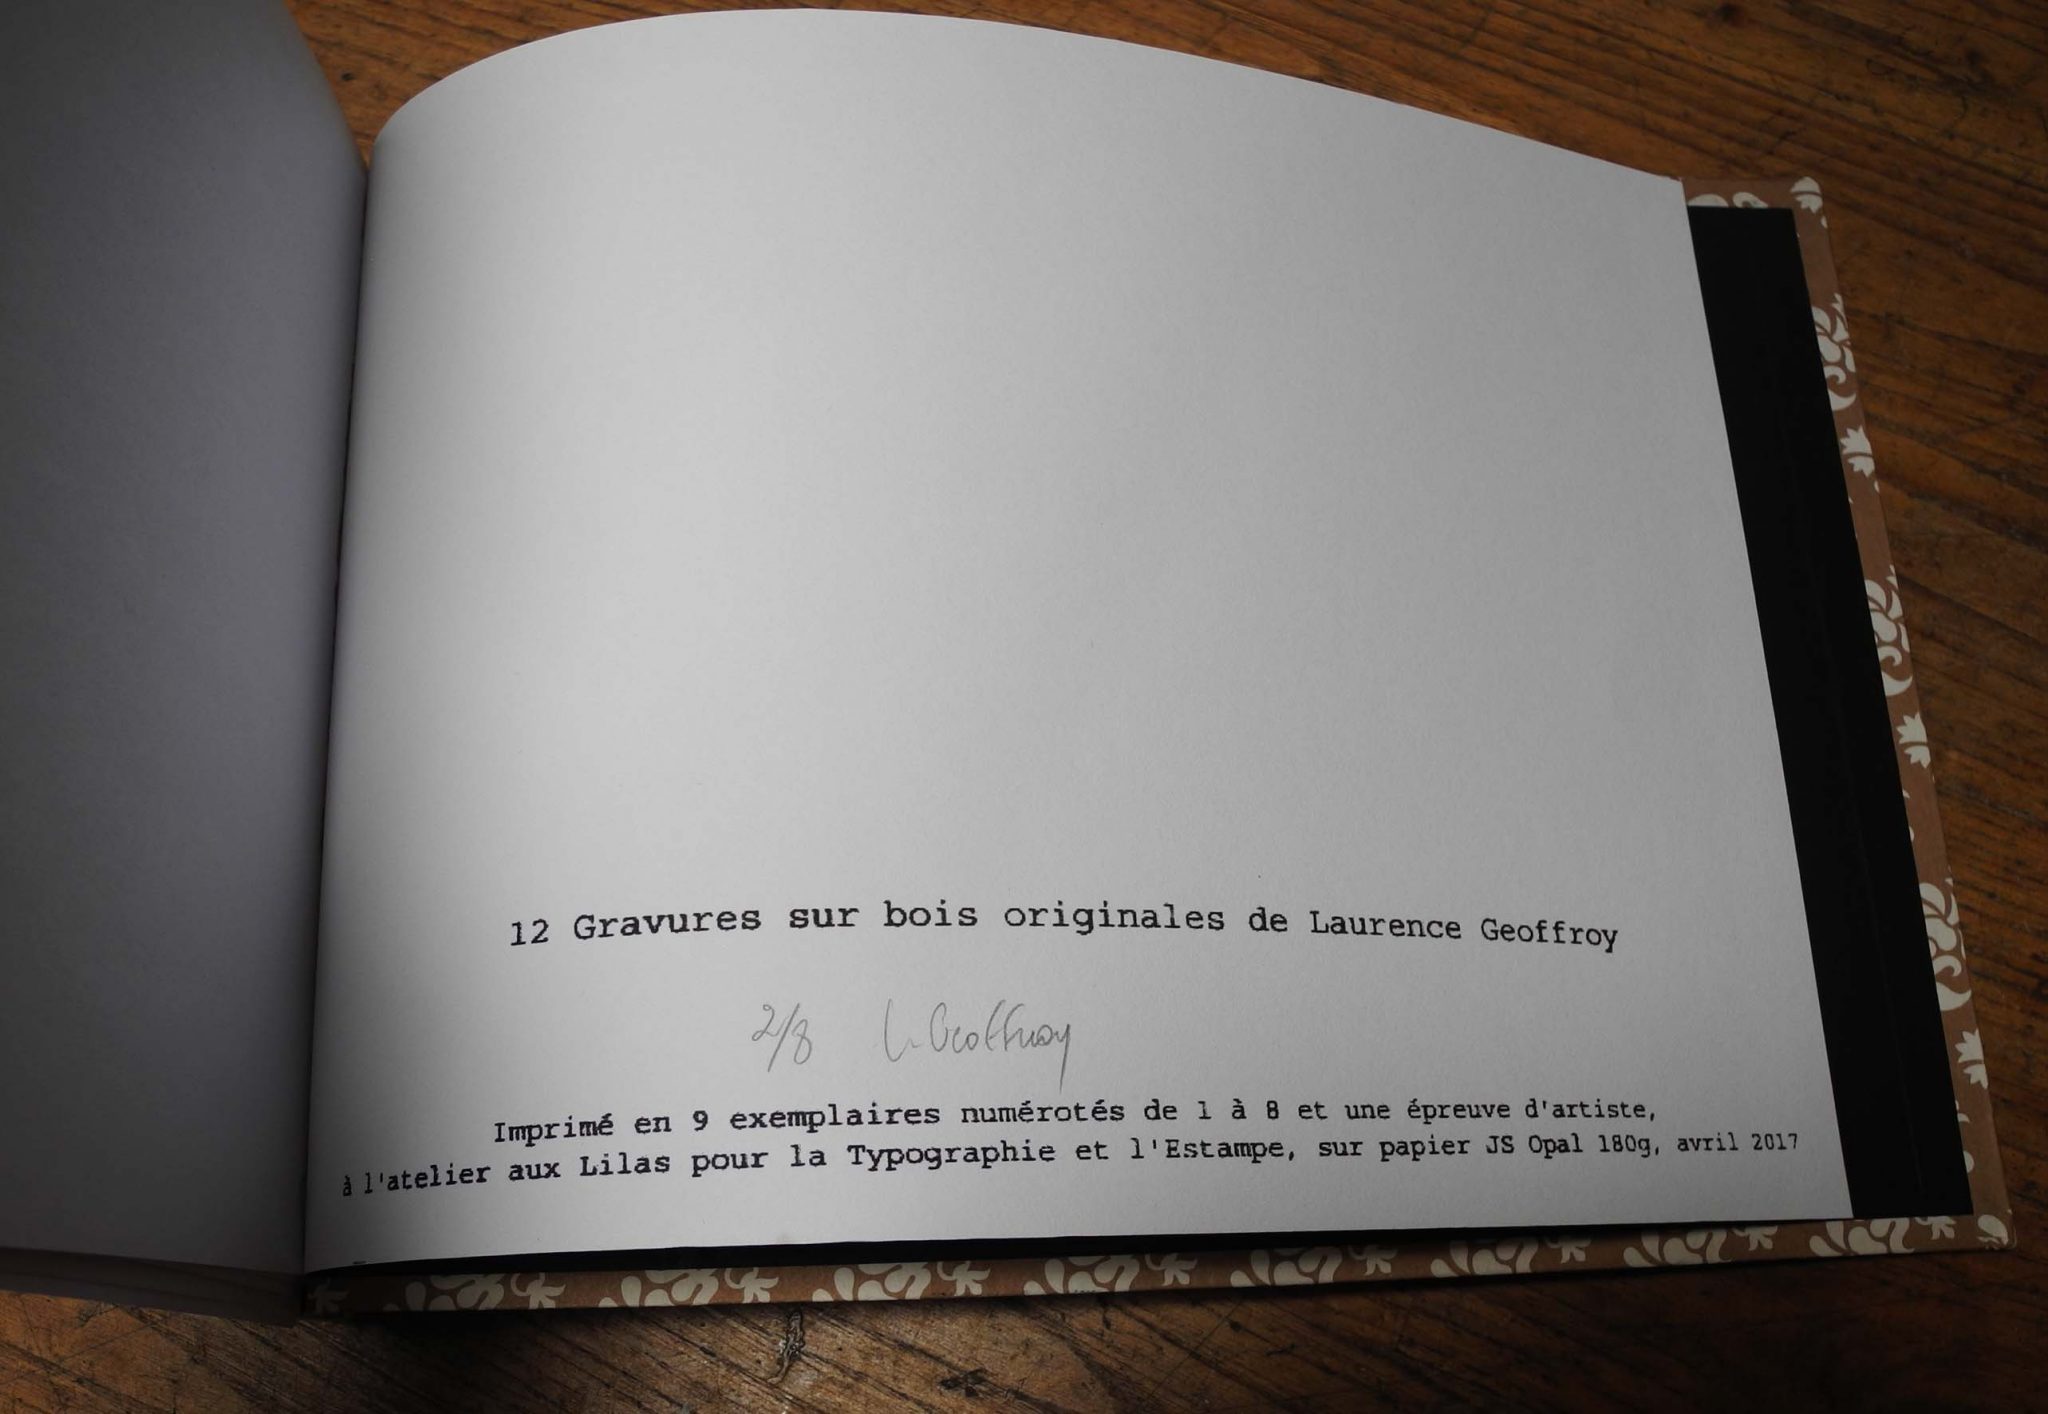 12 Gravures sur bois originales de Laurence Geoffroy
2/8 L. Geoffroy
Imprimé en 9 exemplaires numérotés de 1 à 8 et une épreuve d'artiste,
à l'atelier aux Lilas pour la Typographie et l'Estampe, sur papier JS Opal 180g, avril 2017